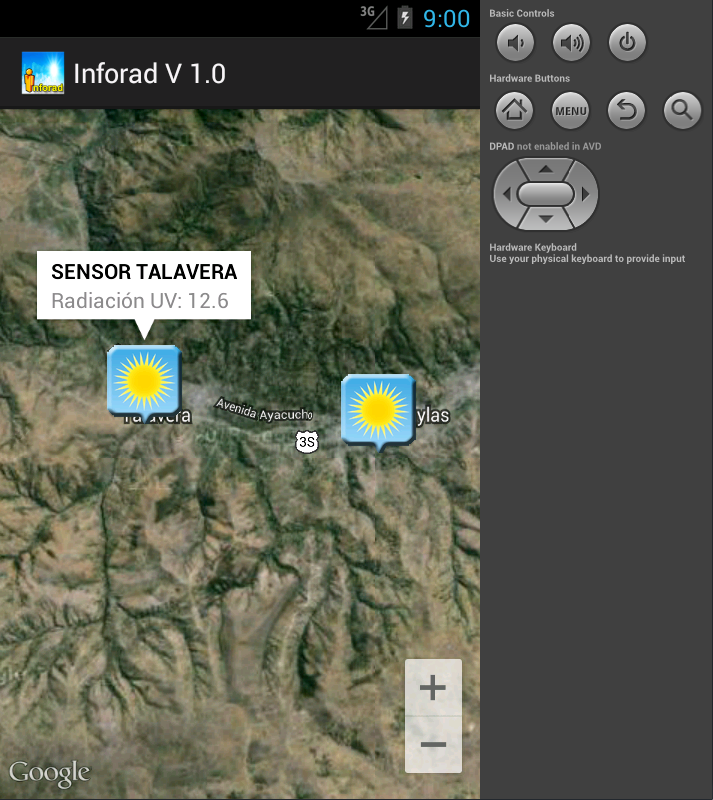 3G
9:00
Inforad
Inforad V 1.0
SENSOR TALAVERA
Radiación UV: 12.6
Talavera
Avenida Ayacucho
3S
ylas
+
−
Google
Basic Controls
Hardware Buttons
MENU
DPAD not enabled in AVD
Hardware Keyboard
Use your physical keyboard to provide input